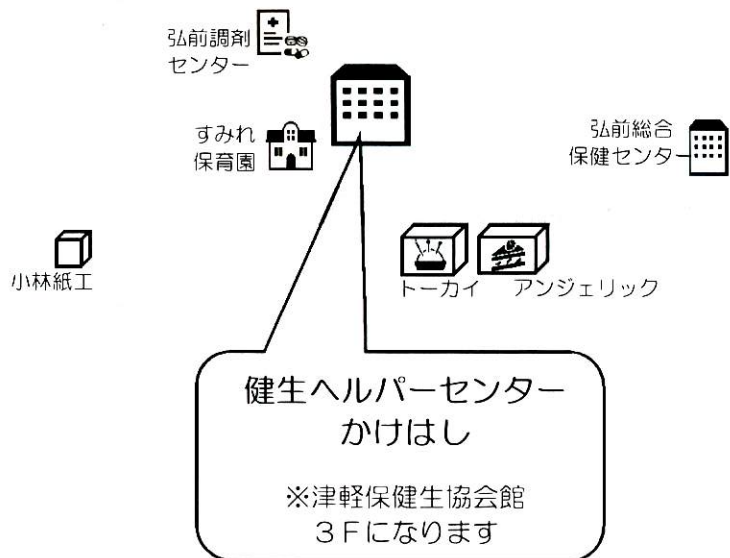 弘前調剤
センター
すみれ
保育園
弘前総合
保健センター
小林紙工
トーカイ
アンジェリック
健生ヘルパーセンター
かけはし
※津軽保健生協会館
３Ｆになります